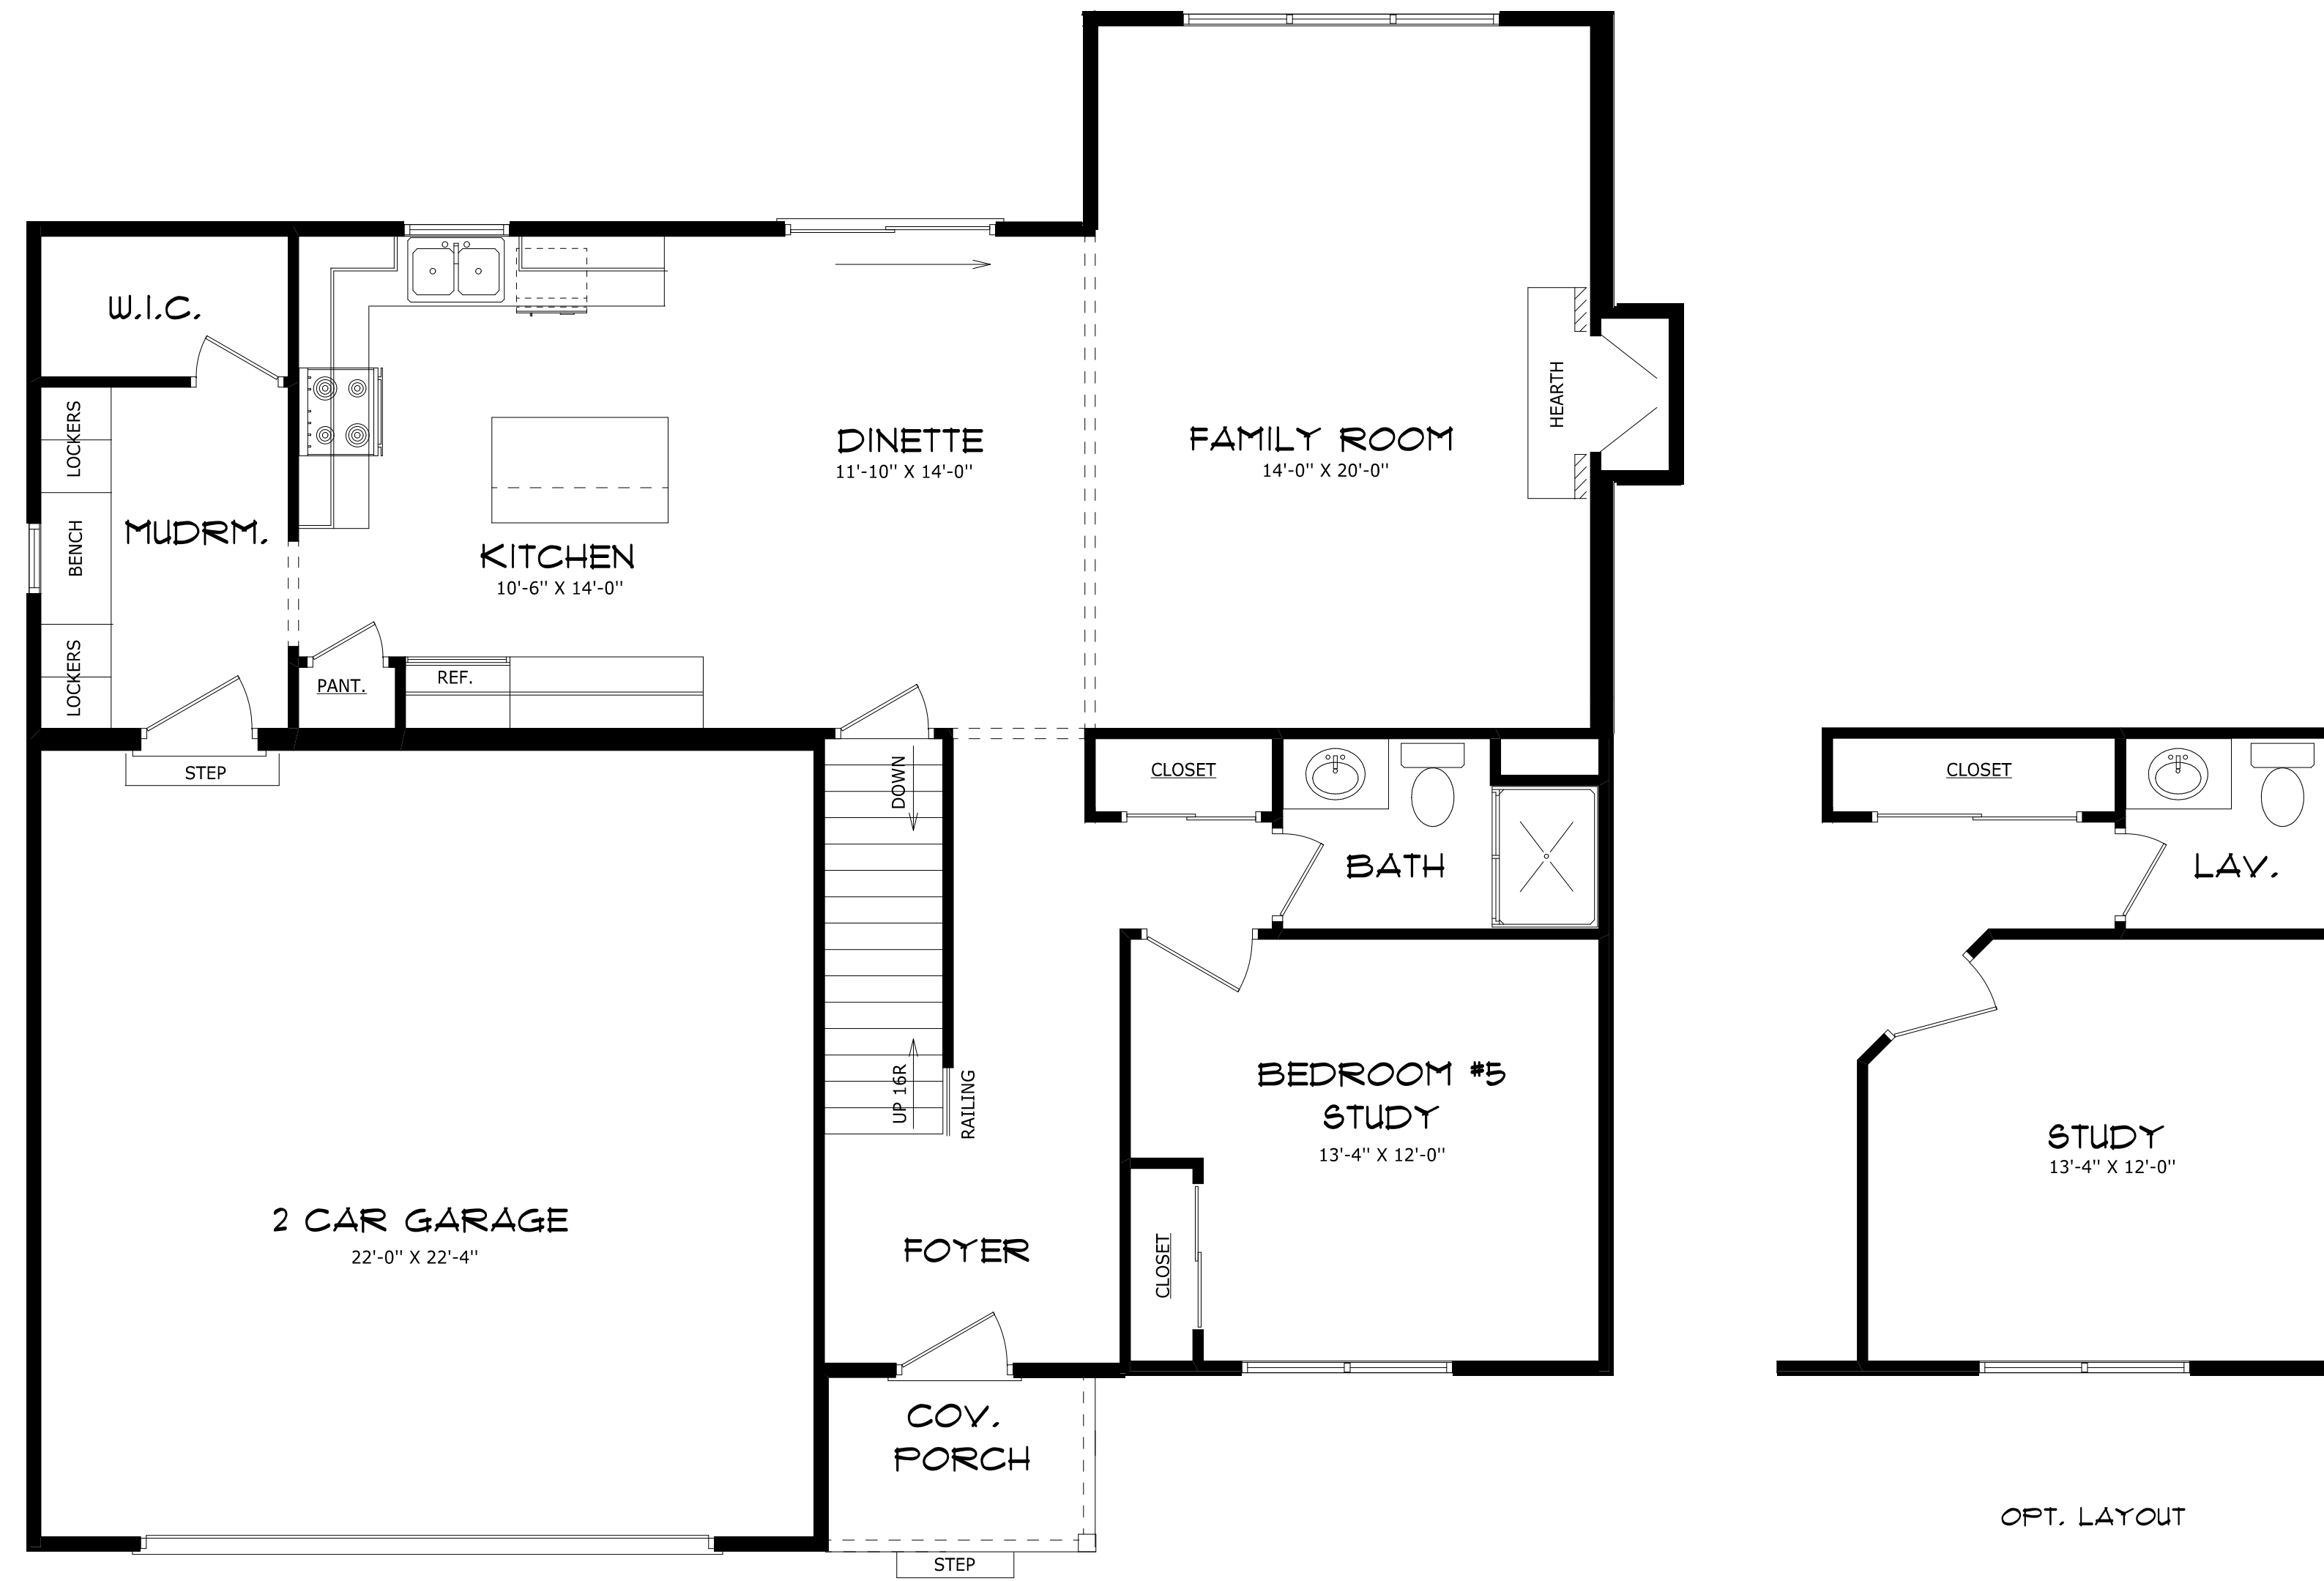 W.I.C.
LOCKERS
BENCH
LOCKERS
MUDRM.
KITCHEN
10'-6" X 14'-0"
DINETTE
11'-10" X 14'-0"
FAMILY ROOM
14'-0" X 20'-0"
HEARTH
PANT.
REF.
STEP
DOWN
UP 16R
RAILING
CLOSET
BATH
BEDROOM #5
STUDY
13'-4" X 12'-0"
CLOSET
2 CAR GARAGE
22'-0" X 22'-4"
FOYER
COV.
PORCH
STEP
CLOSET
LAV.
STUDY
13'-4" X 12'-0"
OPT. LAYOUT